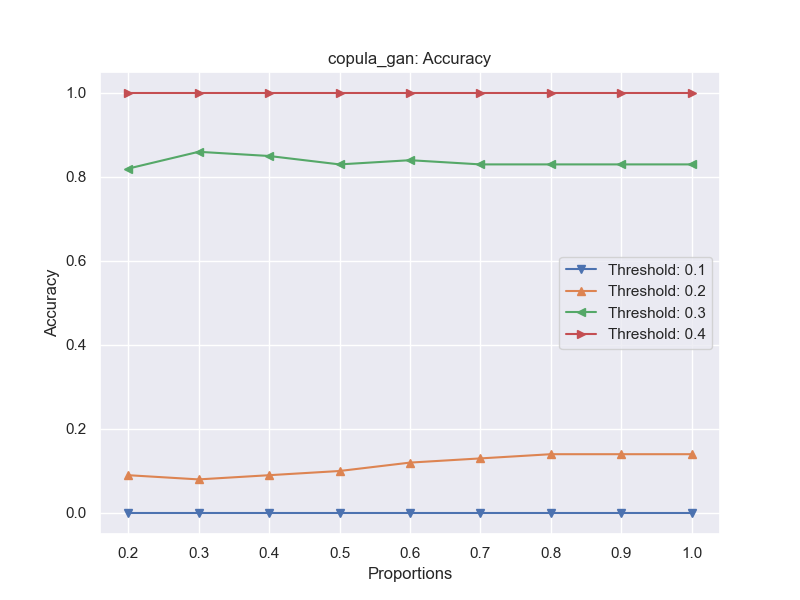 copula_gan: Accuracy
1.0
0.8
0.6
0.4
0.2
0.0
Accuracy
Threshold: 0.1
Threshold: 0.2
Threshold: 0.3
Threshold: 0.4
0.2 0.3 0.4 0.5 0.6 0.7 0.8 0.9 1.0
Proportions